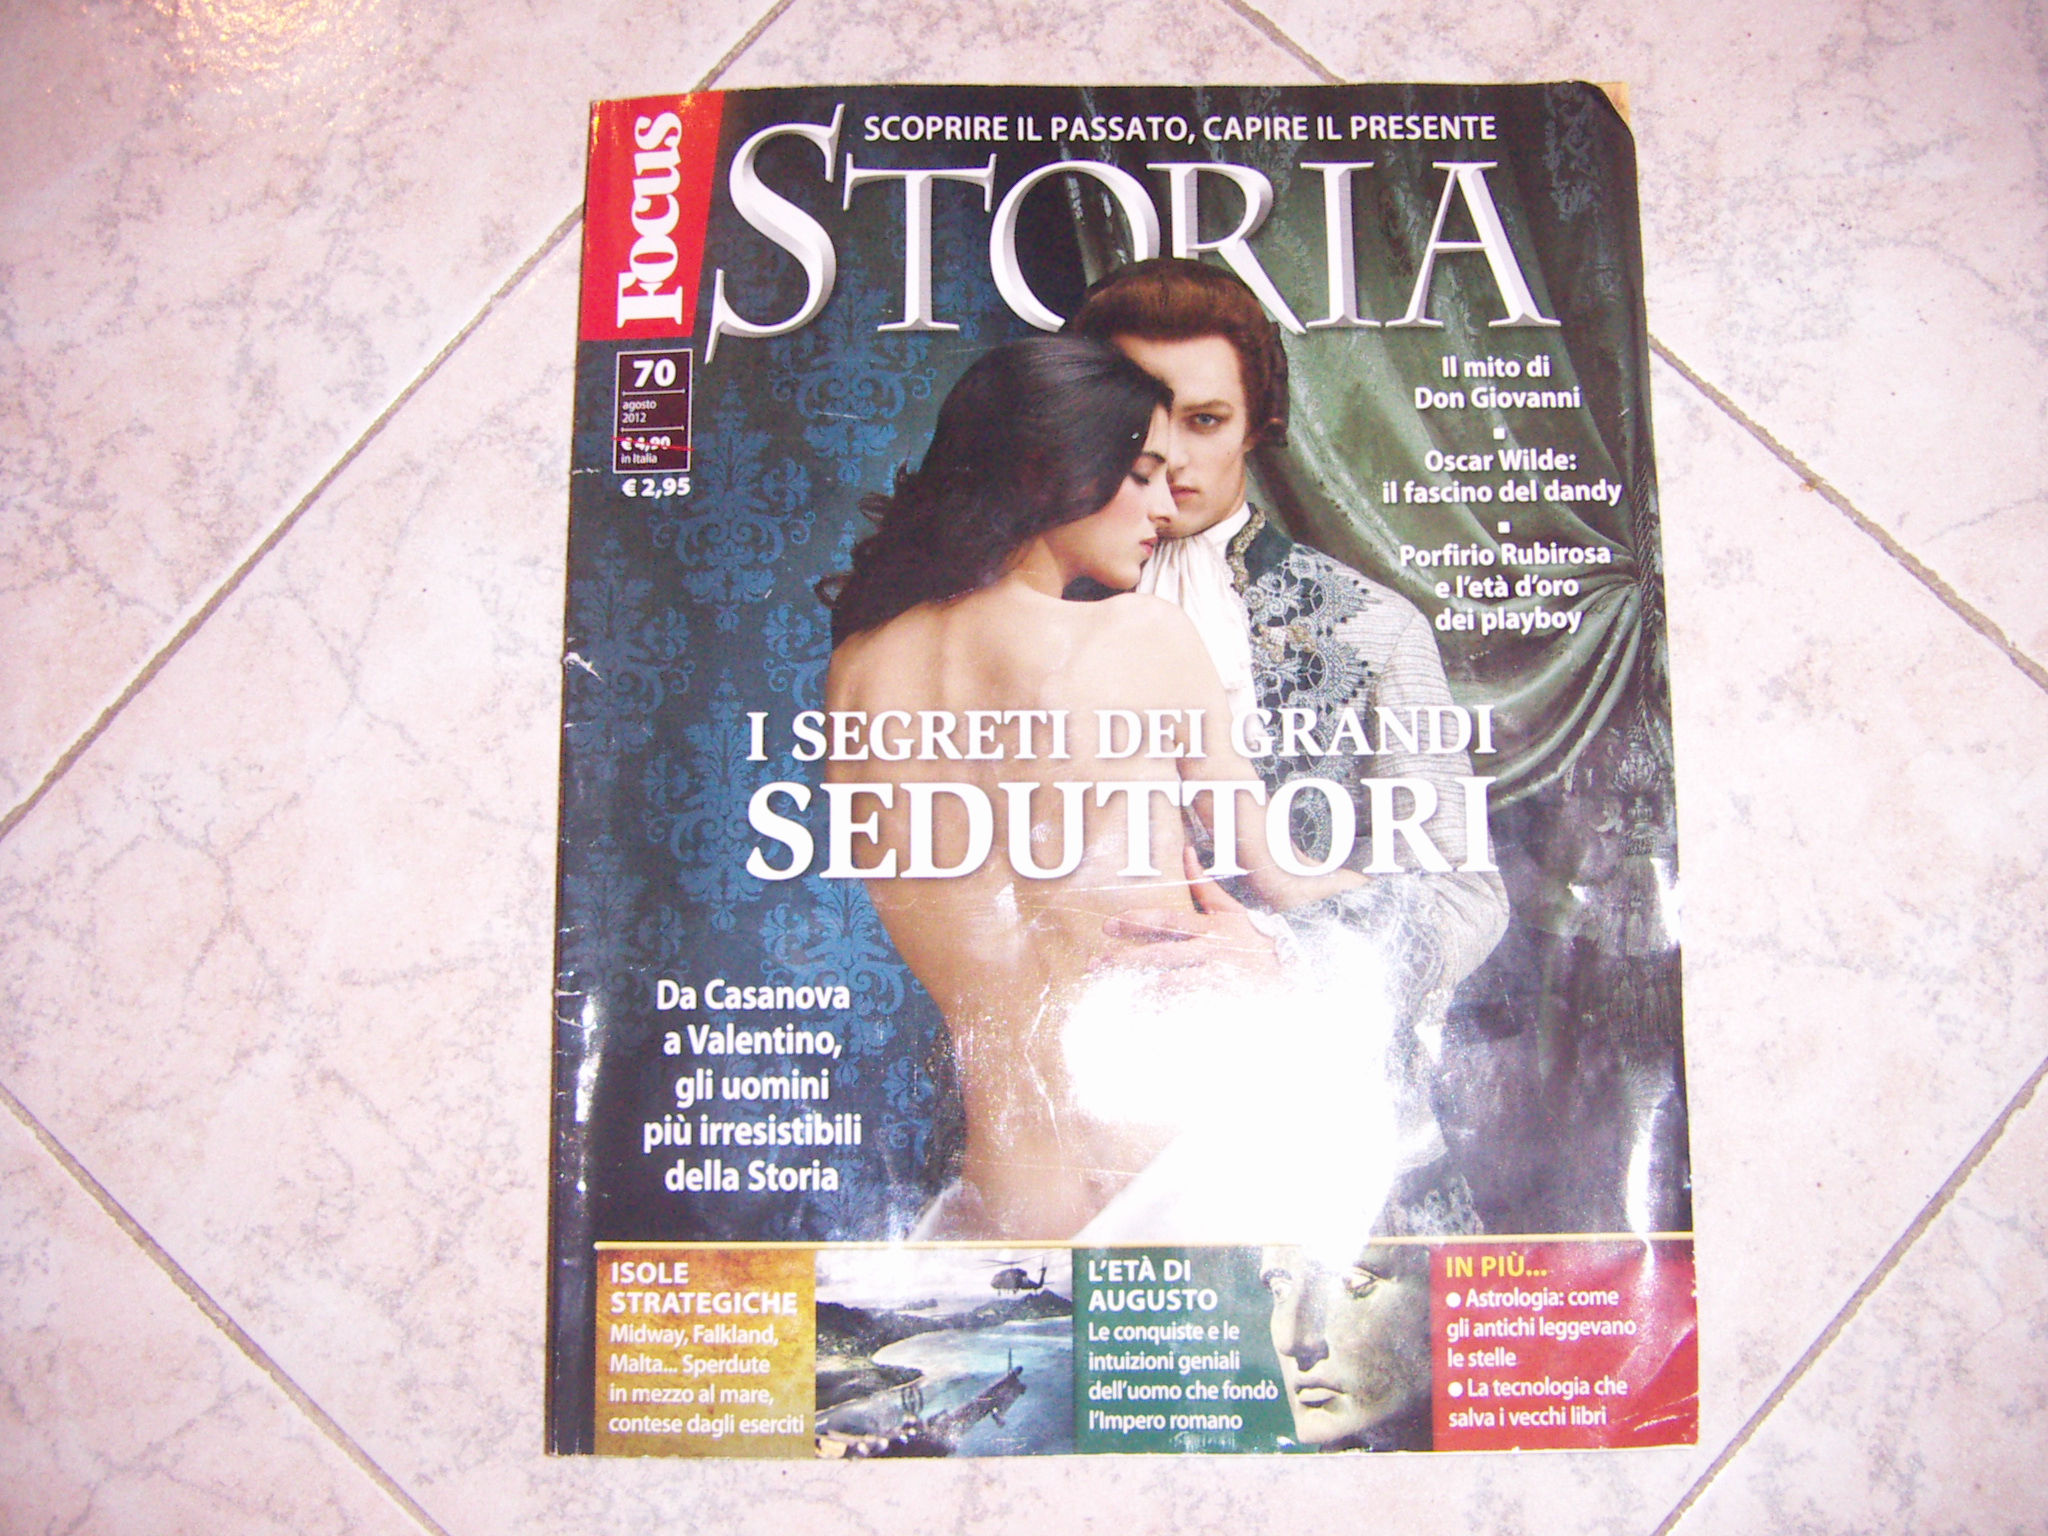 Focus
SCOPRIRE IL PASSATO, CAPIRE IL PRESENTE
STORIA
70
agosto
2012
€ 4,90
in Italia
€ 2,95
Il mito di
Don Giovanni
Oscar Wilde:
il fascino del dandy
Porfirio Rubirosa
e l'età d'oro
dei playboy
I SEGRETI DEI GRANDI
SEDUTTORI
Da Casanova
a Valentino,
gli uomini
più irresistibili
della Storia
ISOLE
STRATEGICHE
Midway, Falkland,
Malta... Sperdute
in mezzo al mare,
contese dagli eserciti
L'ETÀ DI
AUGUSTO
Le conquiste e le
intuizioni geniali
dell'uomo che fondò
l'Impero romano
IN PIÙ...
● Astrologia: come
gli antichi leggevano
le stelle
● La tecnologia che
salva i vecchi libri